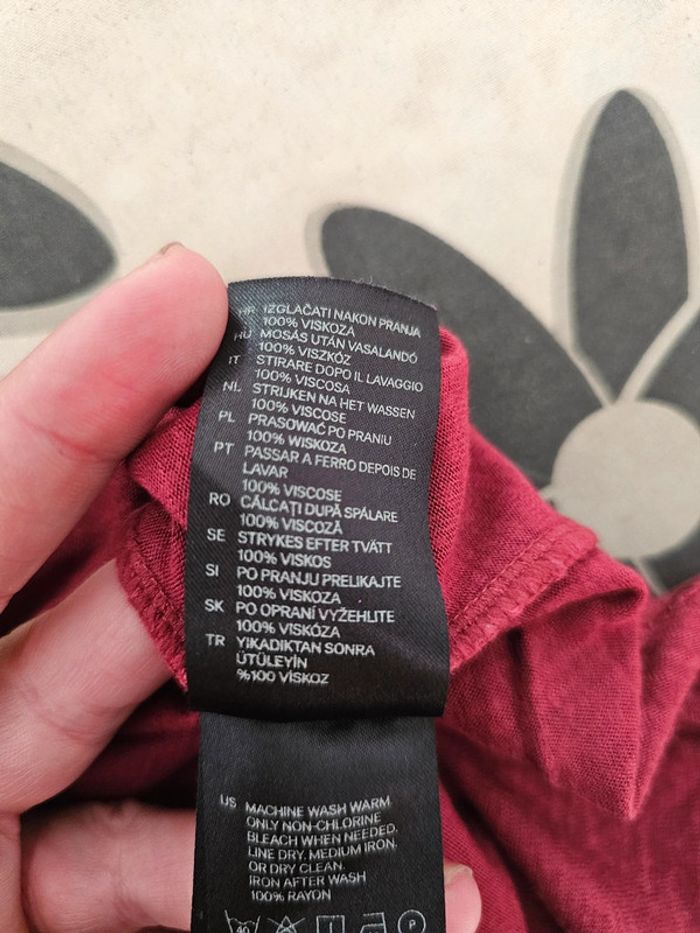 HR IZGLAČATI NAKON PRANJA
100% VISKOZA
HU MOSÁS UTÁN VASALANDÓ
100% VISZKÓZ
IT STIRARE DOPO IL LAVAGGIO
100% VISCOSA
NL STRIJKEN NA HET WASSEN
100% VISCOSE
PL PRASOWAĆ PO PRANIU
100% WISKOZA
PT PASSAR A FERRO DEPOIS DE
LAVAR
100% VISCOSE
RO CĂLCAȚI DUPĂ SPĂLARE
100% VISCOZĂ
SE STRYKES EFTER TVÄTT
100% VISKOS
SI PO PRANJU PRELIKAJTE
100% VISKOZA
SK PO OPRANÍ VYŽEHLITE
100% VISKÓZA
TR YIKADIKTAN SONRA
ÜTÜLEYİN
%100 VİSKOZ
US MACHINE WASH WARM.
ONLY NON-CHLORINE
BLEACH WHEN NEEDED.
LINE DRY. MEDIUM IRON.
OR DRY CLEAN.
IRON AFTER WASH
100% RAYON
40 P